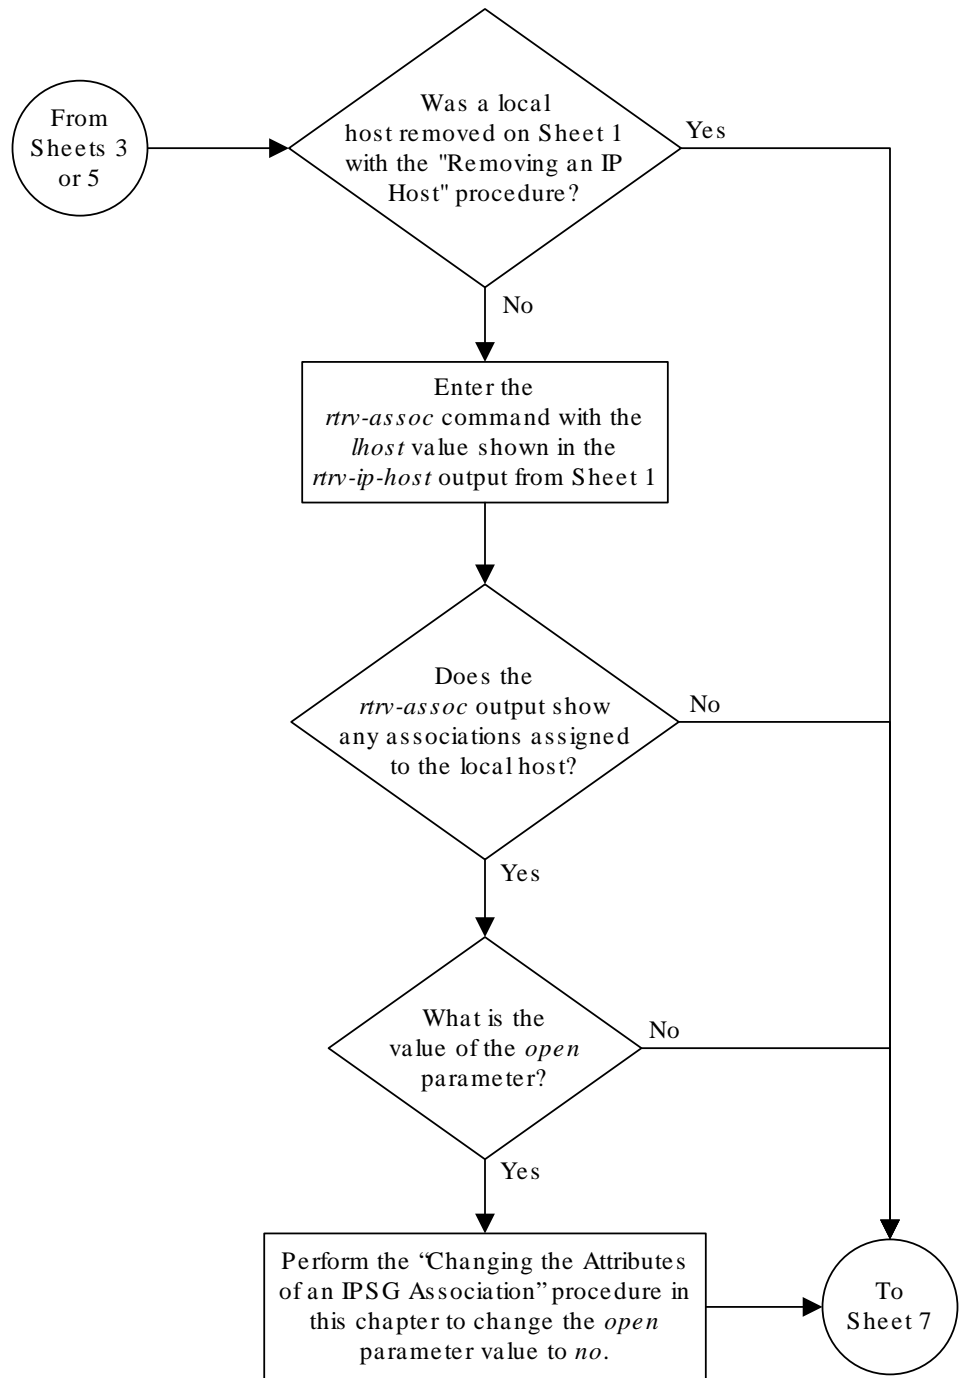 From
Sheets 3
or 5
Was a local
host removed on Sheet 1
with the "Removing an IP
Host" procedure?
Yes
No
Enter the
rtrv-assoc command with the
lhost value shown in the
rtrv-ip-host output from Sheet 1
Does the
rtrv-assoc output show
any associations assigned
to the local host?
No
Yes
What is the
value of the open
parameter?
No
Yes
Perform the “Changing the Attributes
of an IPSG Association” procedure in
this chapter to change the open
parameter value to no.
To
Sheet 7